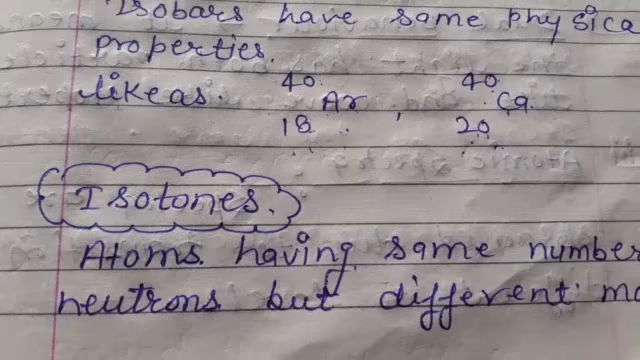 Isobars have same physica
properties.
like as. 40 18 Ar , 40 20 Ca
Isotones.
Atoms having same number
neutrons but different ma